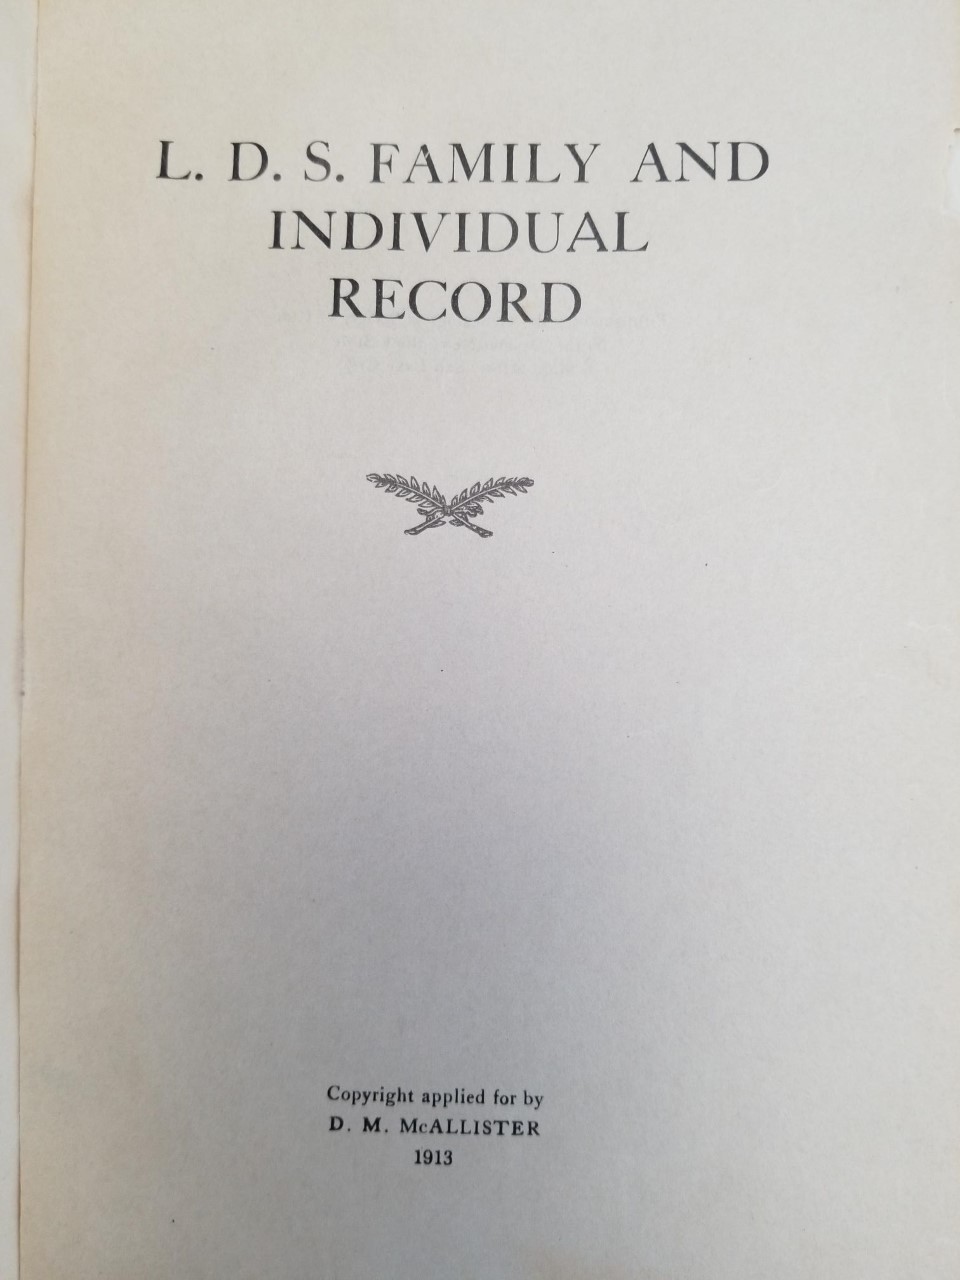 L. D. S. FAMILY AND
INDIVIDUAL
RECORD
Copyright applied for by
D. M. McALLISTER
1913